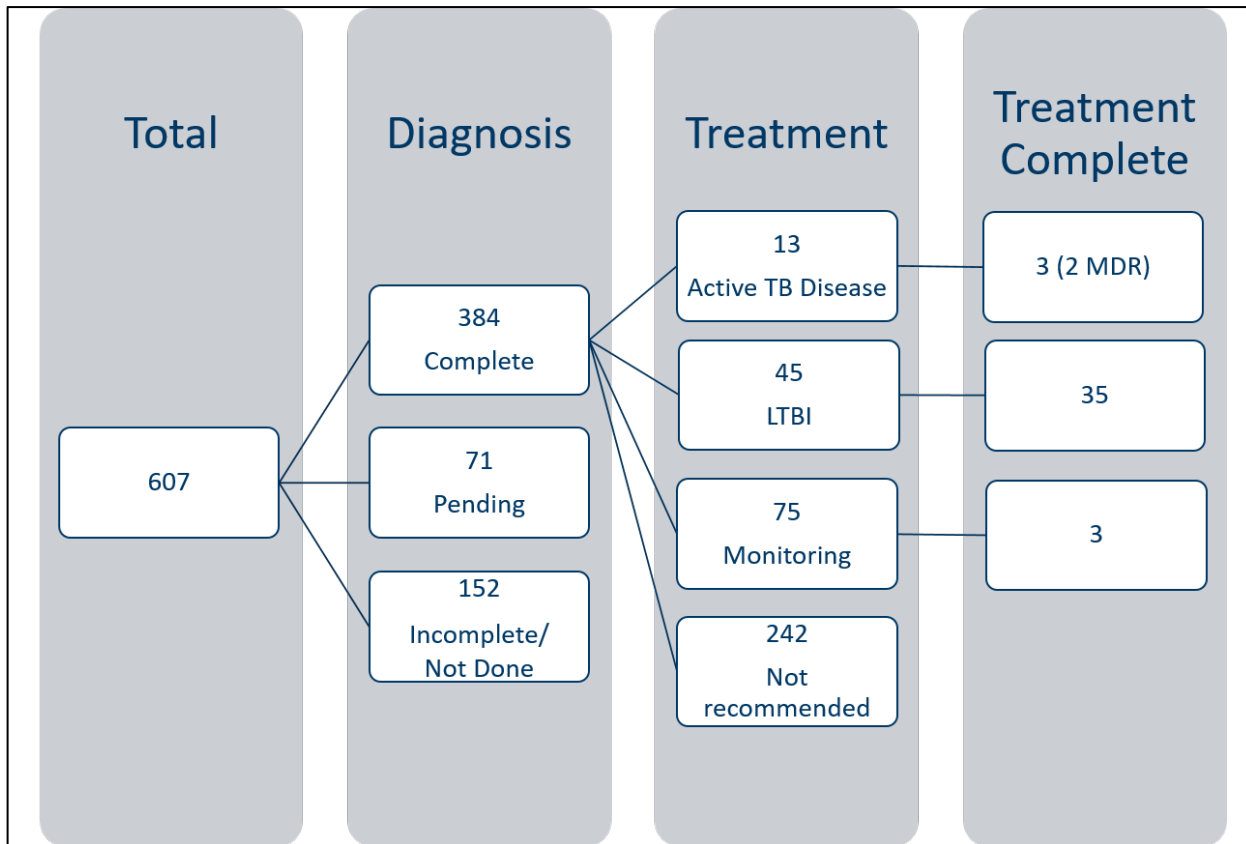 Total
607
Diagnosis
384
Complete
71
Pending
152
Incomplete/
Not Done
Treatment
13
Active TB Disease
45
LTBI
75
Monitoring
242
Not
recommended
Treatment
Complete
3 (2 MDR)
35
3